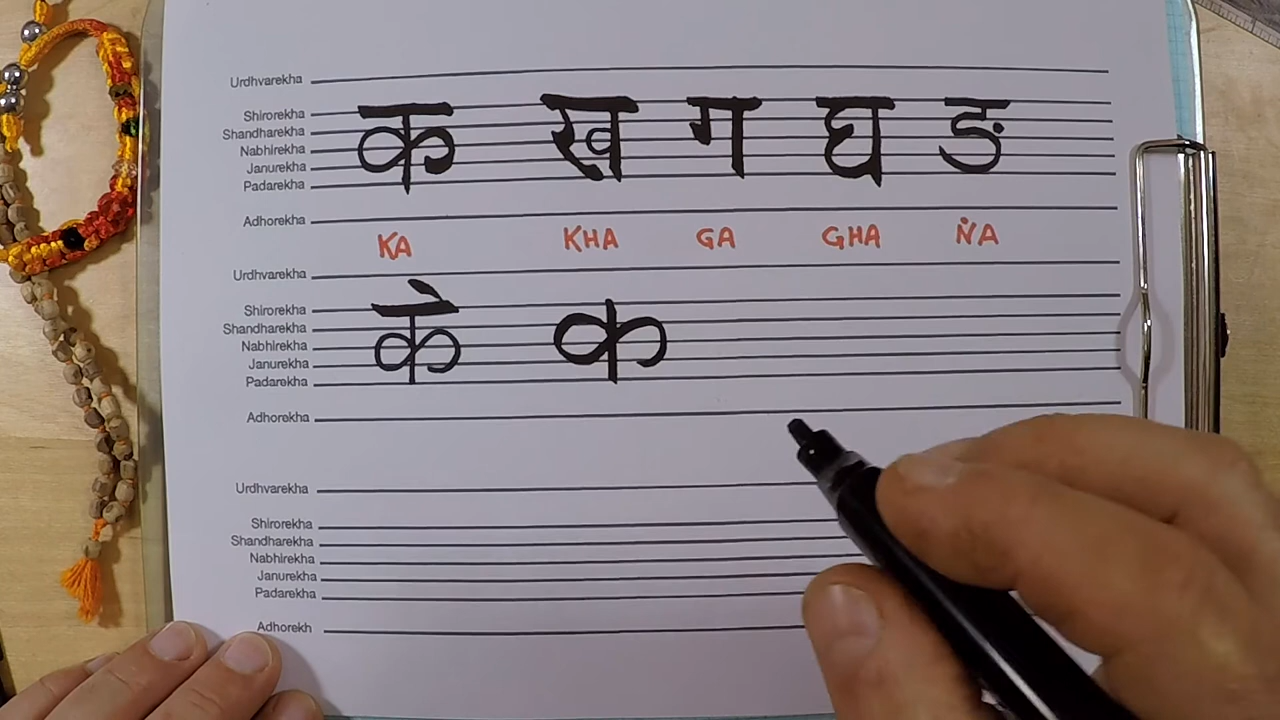 Urdhvarekha
Shirorekha क ख ग घ ङ
Shandharekha
Nabhirekha
Janurekha
Padarekha
Adhorekha
KA KHA GA GHA ṄA
Urdhvarekha
Shirorekha के क
Shandharekha
Nabhirekha
Janurekha
Padarekha
Adhorekha
Urdhvarekha
Shirorekha
Shandharekha
Nabhirekha
Janurekha
Padarekha
Adhorekh